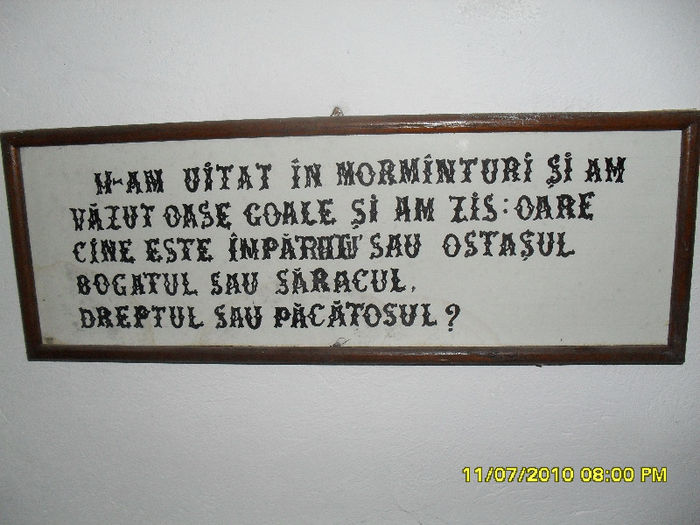 M-AM UITAT ÎN MORMÎNTURI ŞI AM
VĂZUT OASE GOALE ŞI AM ZIS: OARE
CINE ESTE ÎMPĂRATU SAU OSTAŞUL
BOGATUL SAU SĂRACUL,
DREPTUL SAU PĂCĂTOSUL?
11/07/2010 08:00 PM